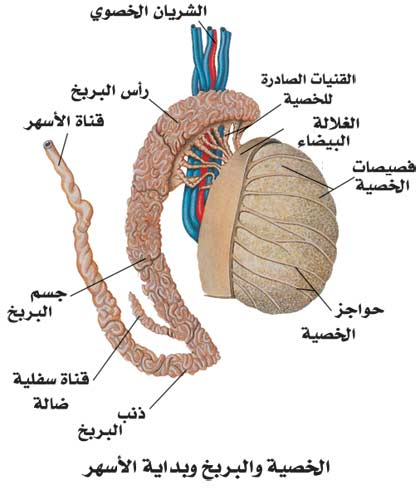 الشريان الخصوي
القنيات الصادرة
للخصية
رأس البربخ
الغلالة
البيضاء
قناة الأسهر
فصيصات
الخصية
جسم
البربخ
حواجز
الخصية
قناة سفلية
ضالة
ذنب
البربخ
الخصية والبربخ وبداية الأسهر